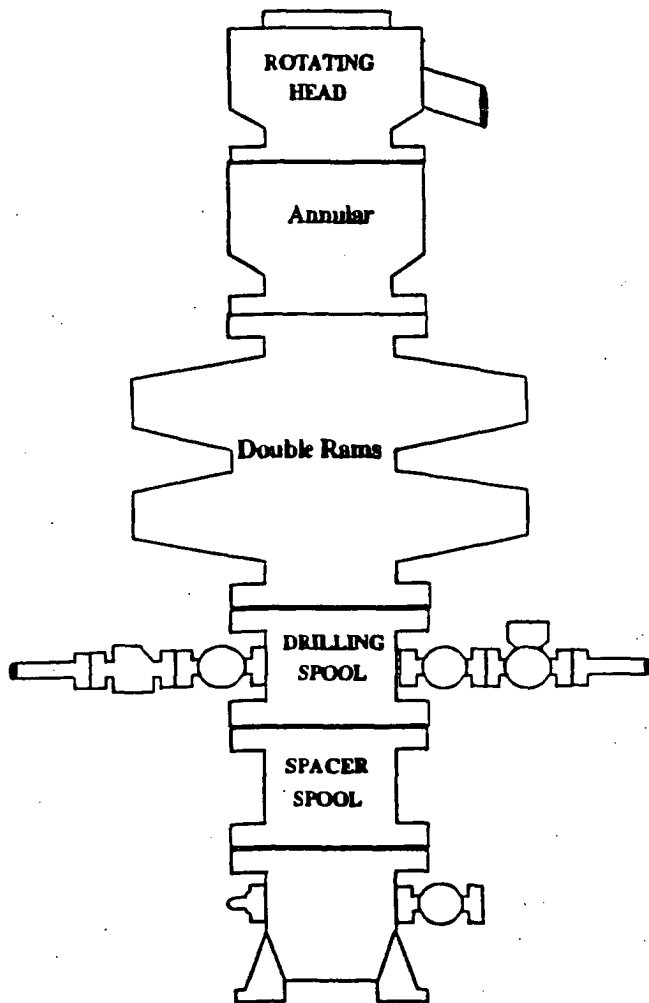 ROTATING
HEAD
Annular
Double Rams
DRILLING
SPOOL
SPACER
SPOOL